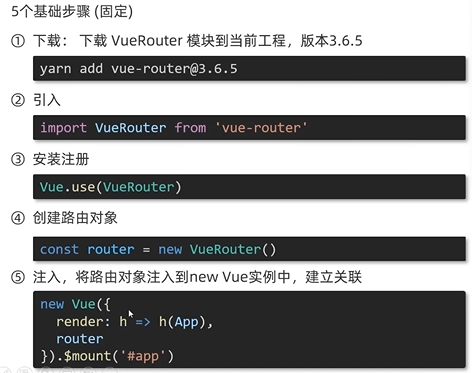 5个基础步骤 (固定)
① 下载： 下载 VueRouter 模块到当前工程，版本3.6.5
yarn add vue-router@3.6.5
② 引入
import VueRouter from 'vue-router'
③ 安装注册
Vue.use(VueRouter)
④ 创建路由对象
const router = new VueRouter()
⑤ 注入，将路由对象注入到new Vue实例中，建立关联
new Vue({
  render: h => h(App),
  router
}).$mount('#app')